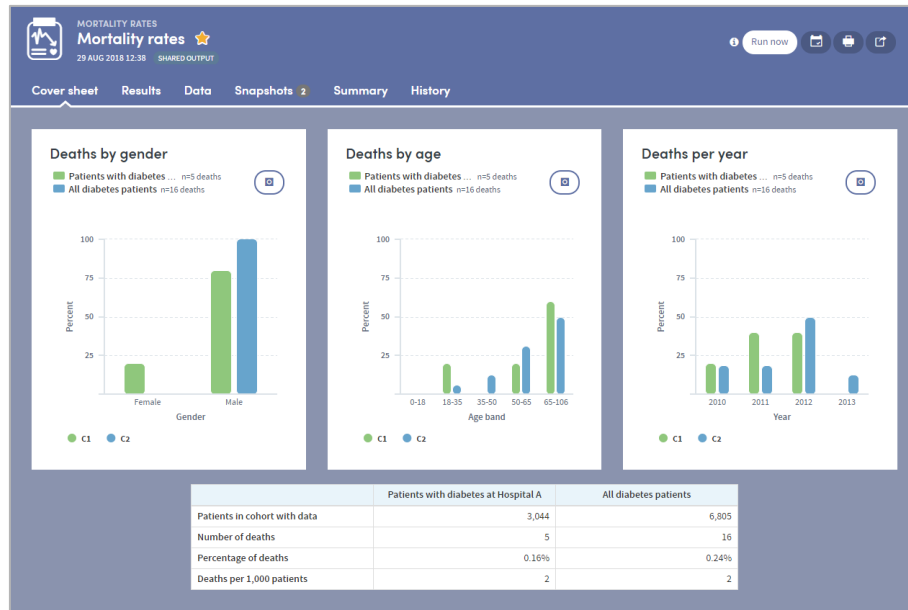 MORTALITY RATES
Mortality rates
29 AUG 2018 12:38 SHARED OUTPUT
Run now
Cover sheet Results Data Snapshots 2 Summary History
Deaths by gender
Patients with diabetes ... n=5 deaths
All diabetes patients n=16 deaths
100
75
50
25
Percent
Female Male
Gender
C1 C2
Deaths by age
Patients with diabetes ... n=5 deaths
All diabetes patients n=16 deaths
100
75
50
25
Percent
0-18 18-35 35-50 50-65 65-106
Age band
C1 C2
Deaths per year
Patients with diabetes ... n=5 deaths
All diabetes patients n=16 deaths
100
75
50
25
Percent
2010 2011 2012 2013
Year
C1 C2
Patients with diabetes at Hospital A All diabetes patients
Patients in cohort with data 3,044 6,805
Number of deaths 5 16
Percentage of deaths 0.16% 0.24%
Deaths per 1,000 patients 2 2